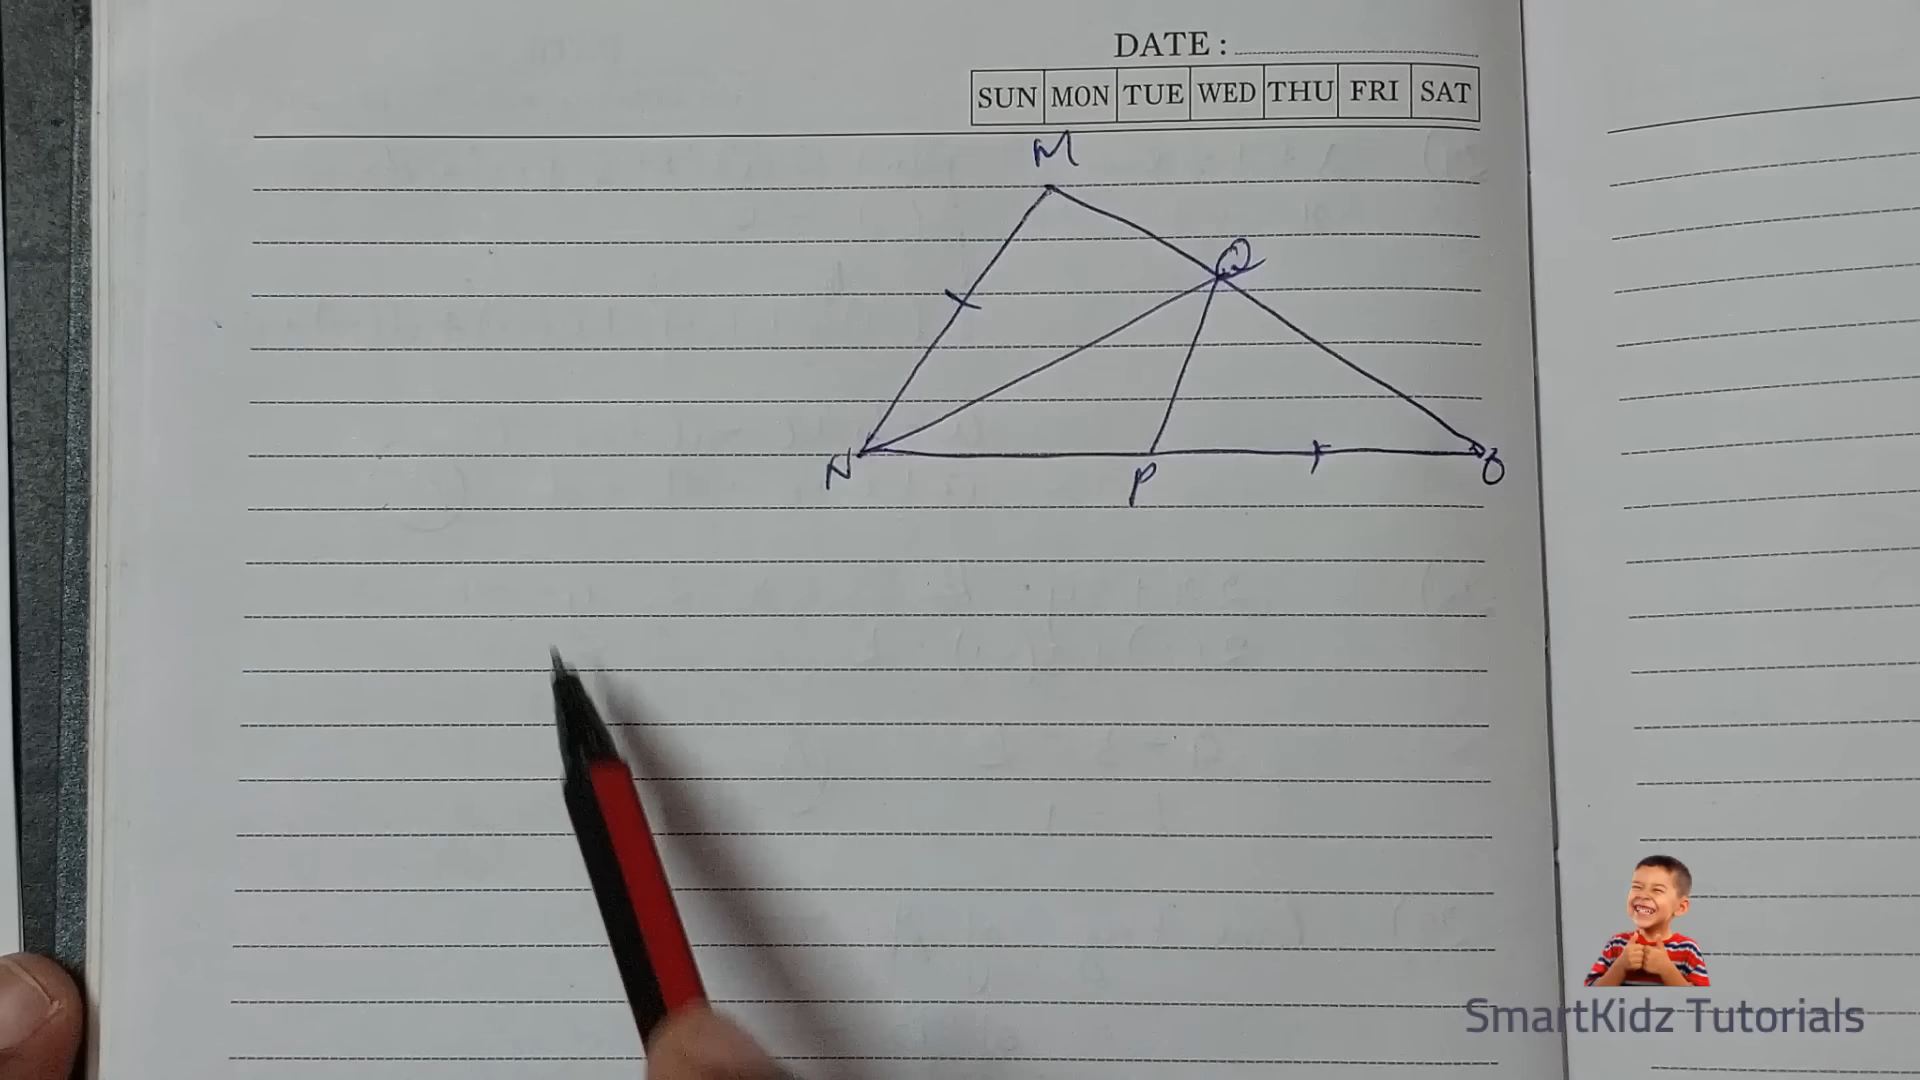 DATE :
SUN MON TUE WED THU FRI SAT
M
Q
N P O
SmartKidz Tutorials